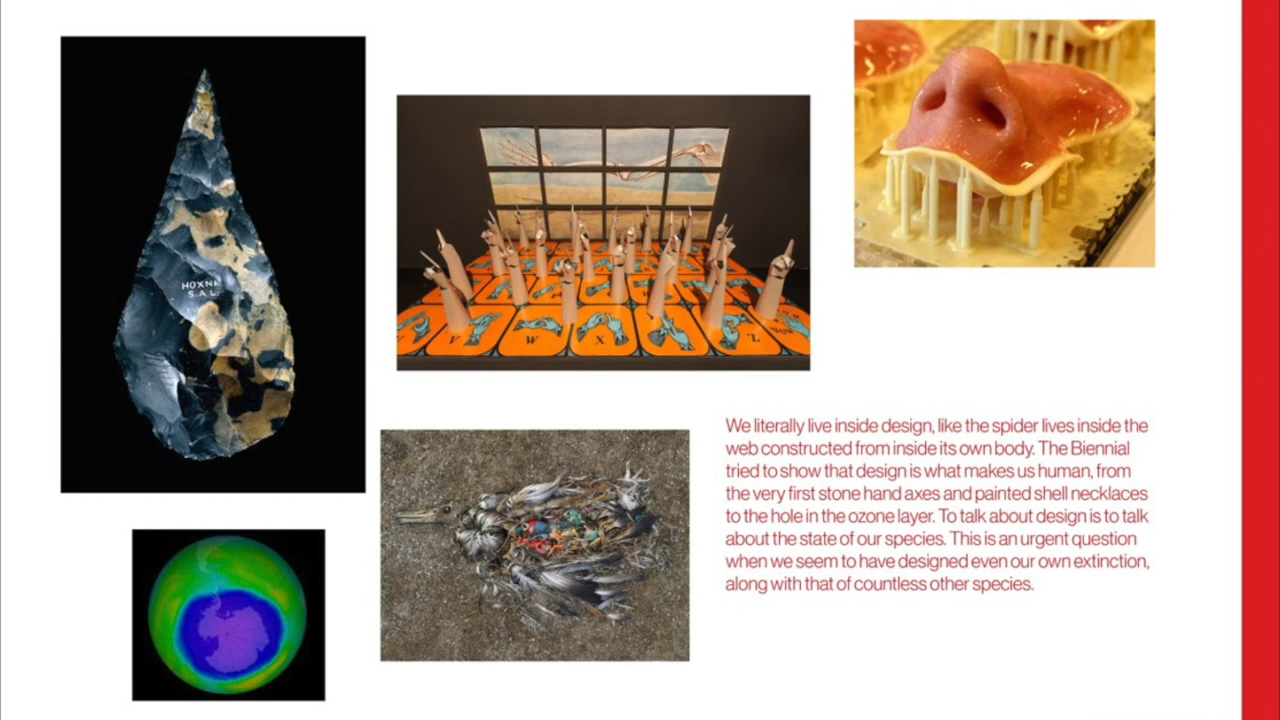 HOXNE
S.A.L.
V
W
X
Z
We literally live inside design, like the spider lives inside the
web constructed from inside its own body. The Biennial
tried to show that design is what makes us human, from
the very first stone hand axes and painted shell necklaces
to the hole in the ozone layer. To talk about design is to talk
about the state of our species. This is an urgent question
when we seem to have designed even our own extinction,
along with that of countless other species.